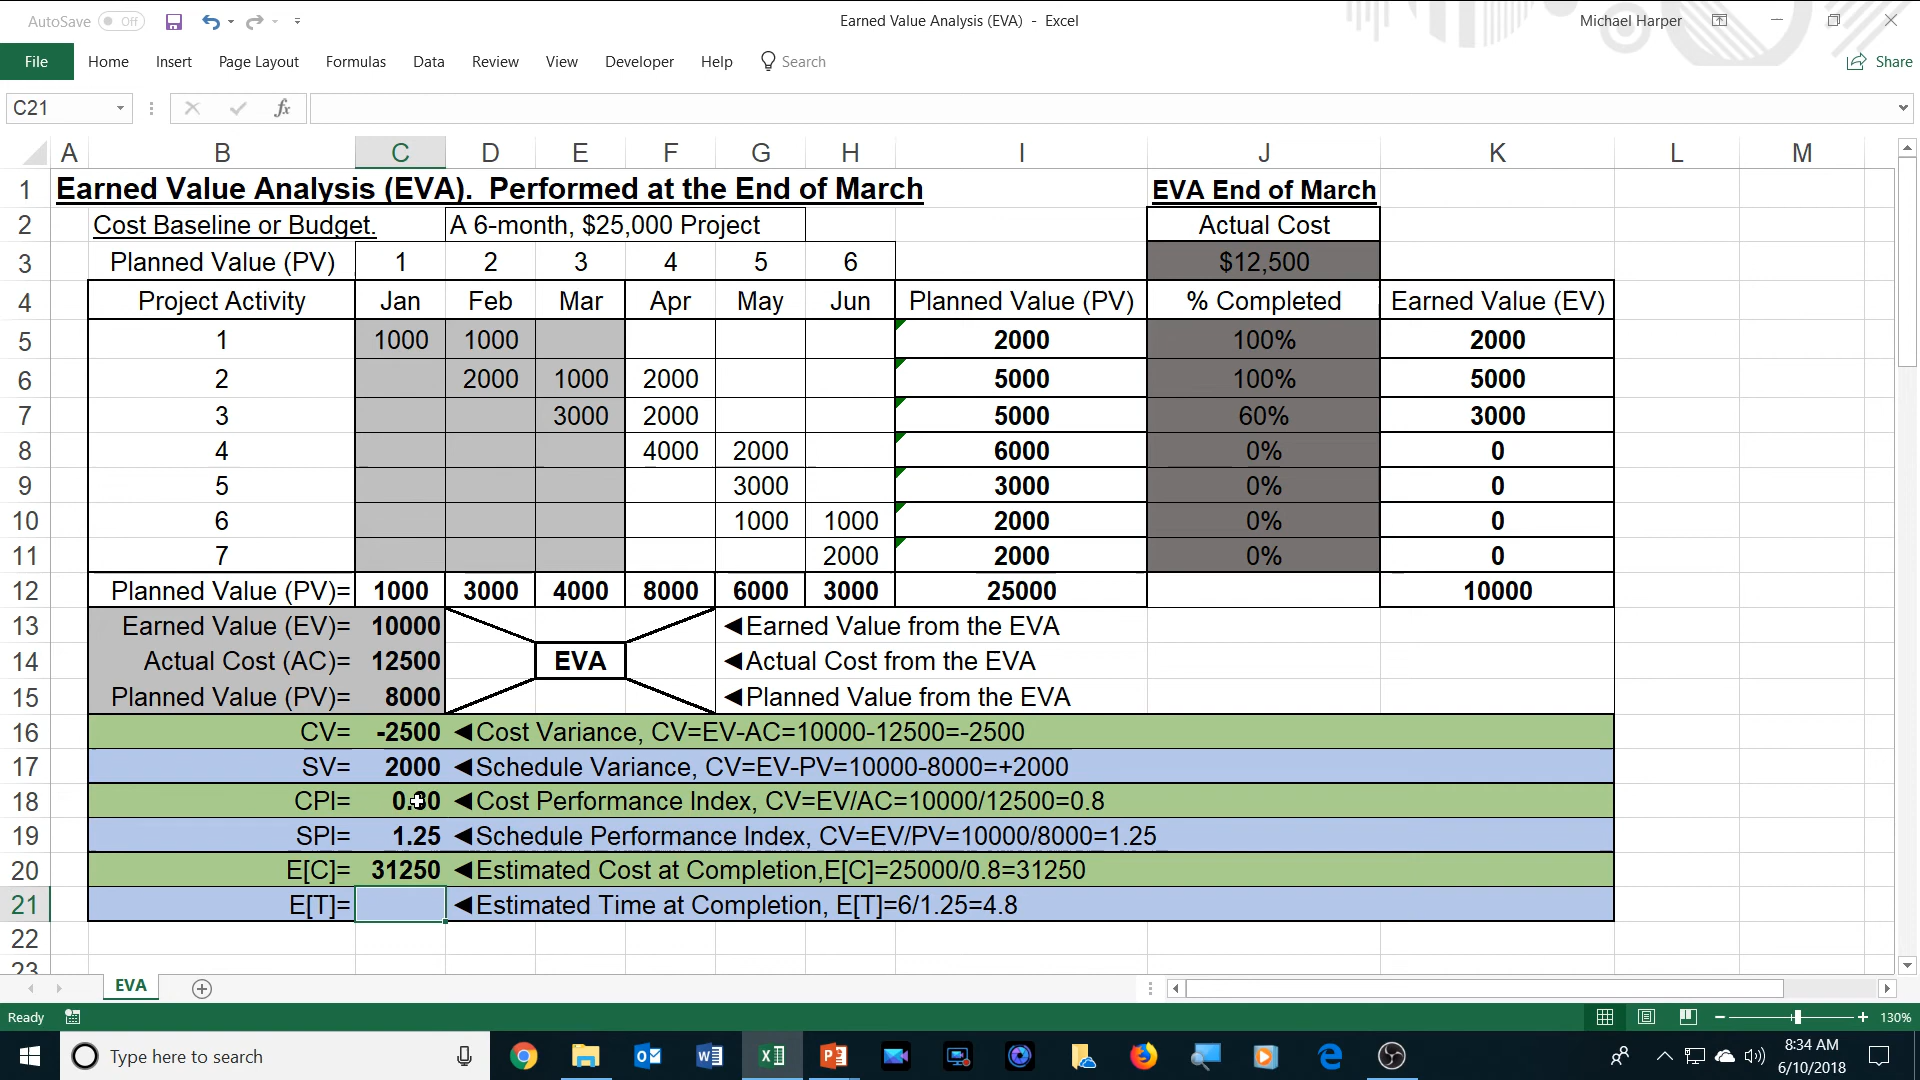 AutoSave Off
Earned Value Analysis (EVA) - Excel
Michael Harper
File Home Insert Page Layout Formulas Data Review View Developer Help Search Share
C21 fx
A B C D E F G H I J K L M
1 Earned Value Analysis (EVA). Performed at the End of March EVA End of March
2 Cost Baseline or Budget. A 6-month, $25,000 Project Actual Cost
3 Planned Value (PV) 1 2 3 4 5 6 $12,500
4 Project Activity Jan Feb Mar Apr May Jun Planned Value (PV) % Completed Earned Value (EV)
5 1 1000 1000 2000 100% 2000
6 2 2000 1000 2000 5000 100% 5000
7 3 3000 2000 5000 60% 3000
8 4 4000 2000 6000 0% 0
9 5 3000 3000 0% 0
10 6 1000 1000 2000 0% 0
11 7 2000 2000 0% 0
12 Planned Value (PV)= 1000 3000 4000 8000 6000 3000 25000 10000
13 Earned Value (EV)= 10000 ◄Earned Value from the EVA
14 Actual Cost (AC)= 12500 EVA ◄Actual Cost from the EVA
15 Planned Value (PV)= 8000 ◄Planned Value from the EVA
16 CV= -2500 ◄Cost Variance, CV=EV-AC=10000-12500=-2500
17 SV= 2000 ◄Schedule Variance, CV=EV-PV=10000-8000=+2000
18 CPI= 0.80 ◄Cost Performance Index, CV=EV/AC=10000/12500=0.8
19 SPI= 1.25 ◄Schedule Performance Index, CV=EV/PV=10000/8000=1.25
20 E[C]= 31250 ◄Estimated Cost at Completion,E[C]=25000/0.8=31250
21 E[T]= ◄Estimated Time at Completion, E[T]=6/1.25=4.8
22
23
EVA
Ready 130%
Type here to search
8:34 AM
6/10/2018